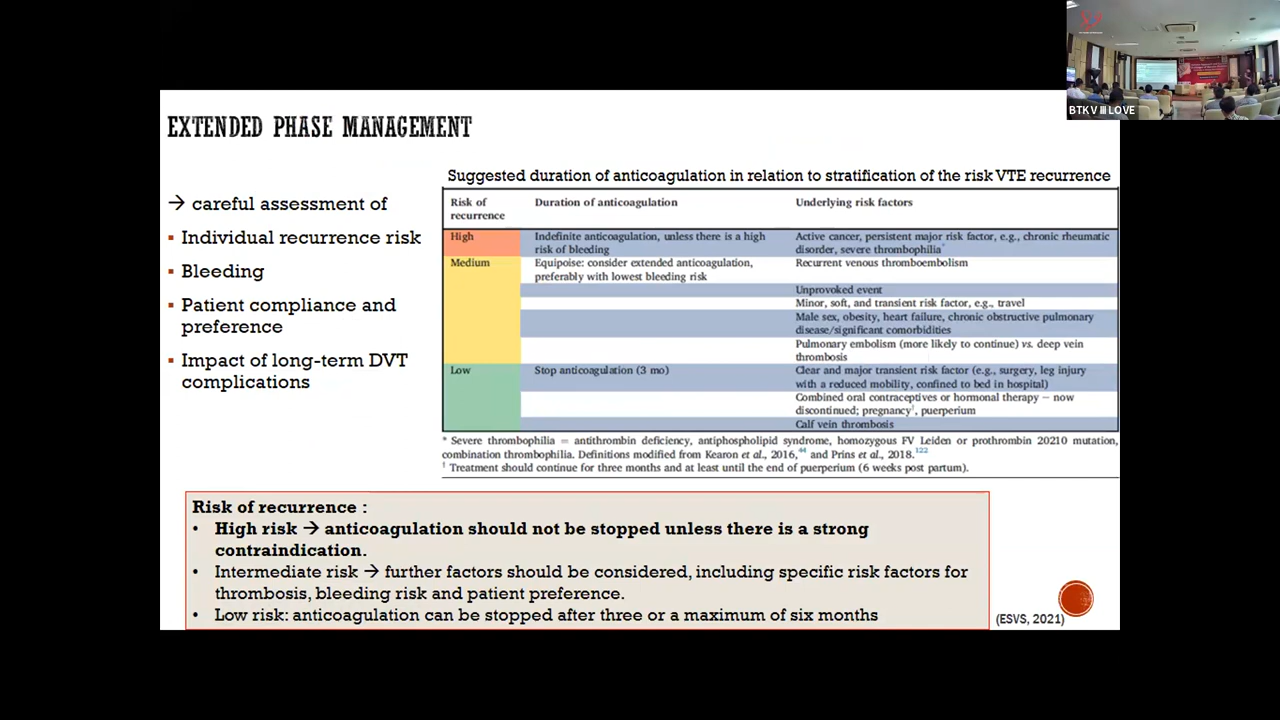 BTKV III LOVE
EXTENDED PHASE MANAGEMENT
→ careful assessment of
▪ Individual recurrence risk
▪ Bleeding
▪ Patient compliance and
preference
▪ Impact of long-term DVT
complications
Suggested duration of anticoagulation in relation to stratification of the risk VTE recurrence
Risk of Duration of anticoagulation Underlying risk factors
recurrence
High Indefinite anticoagulation, unless there is a high Active cancer, persistent major risk factor, e.g., chronic rheumatic
risk of bleeding disorder, severe thrombophilia*
Medium Equipoise: consider extended anticoagulation, Recurrent venous thromboembolism
preferably with lowest bleeding risk
Unprovoked event
Minor, soft, and transient risk factor, e.g., travel
Male sex, obesity, heart failure, chronic obstructive pulmonary
disease/significant comorbidities
Pulmonary embolism (more likely to continue) vs. deep vein
thrombosis
Low Stop anticoagulation (3 mo) Clear and major transient risk factor (e.g., surgery, leg injury
with a reduced mobility, confined to bed in hospital)
Combined oral contraceptives or hormonal therapy – now
discontinued; pregnancy†, puerperium
Calf vein thrombosis
* Severe thrombophilia = antithrombin deficiency, antiphospholipid syndrome, homozygous FV Leiden or prothrombin 20210 mutation,
combination thrombophilia. Definitions modified from Kearon et al., 2016,44 and Prins et al., 2018.122
† Treatment should continue for three months and at least until the end of puerperium (6 weeks post partum).
Risk of recurrence :
• High risk → anticoagulation should not be stopped unless there is a strong
contraindication.
• Intermediate risk → further factors should be considered, including specific risk factors for
thrombosis, bleeding risk and patient preference.
• Low risk: anticoagulation can be stopped after three or a maximum of six months
(ESVS, 2021)